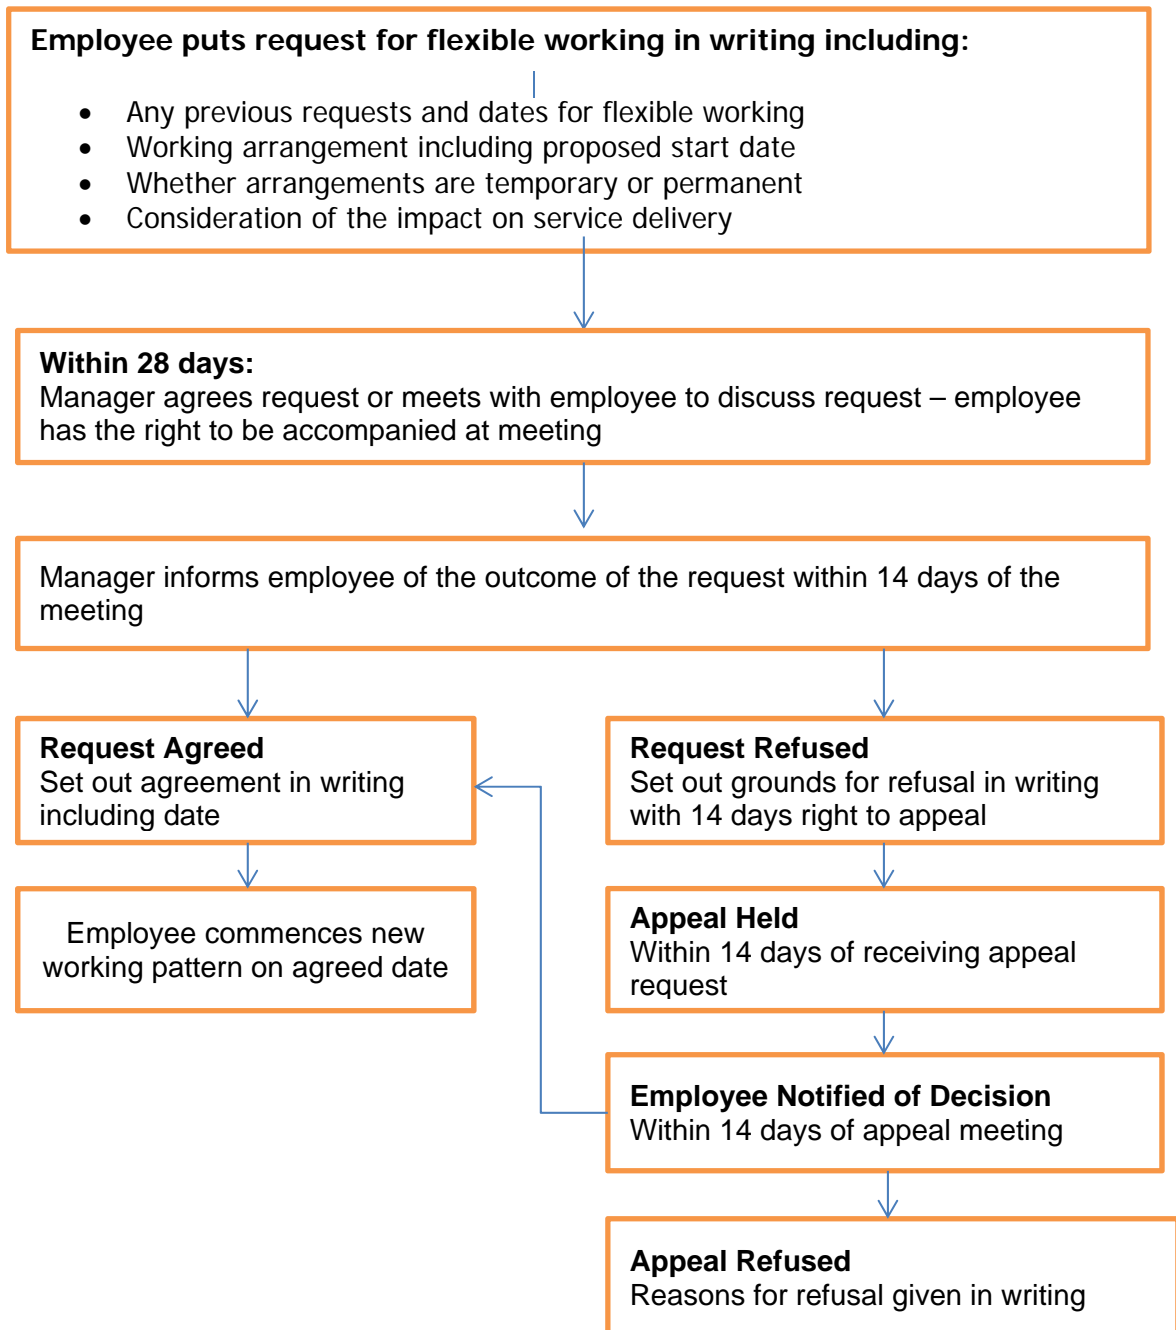 Employee puts request for flexible working in writing including:
• Any previous requests and dates for flexible working
• Working arrangement including proposed start date
• Whether arrangements are temporary or permanent
• Consideration of the impact on service delivery
Within 28 days:
Manager agrees request or meets with employee to discuss request – employee
has the right to be accompanied at meeting
Manager informs employee of the outcome of the request within 14 days of the
meeting
Request Agreed
Set out agreement in writing
including date
Employee commences new
working pattern on agreed date
Request Refused
Set out grounds for refusal in writing
with 14 days right to appeal
Appeal Held
Within 14 days of receiving appeal
request
Employee Notified of Decision
Within 14 days of appeal meeting
Appeal Refused
Reasons for refusal given in writing